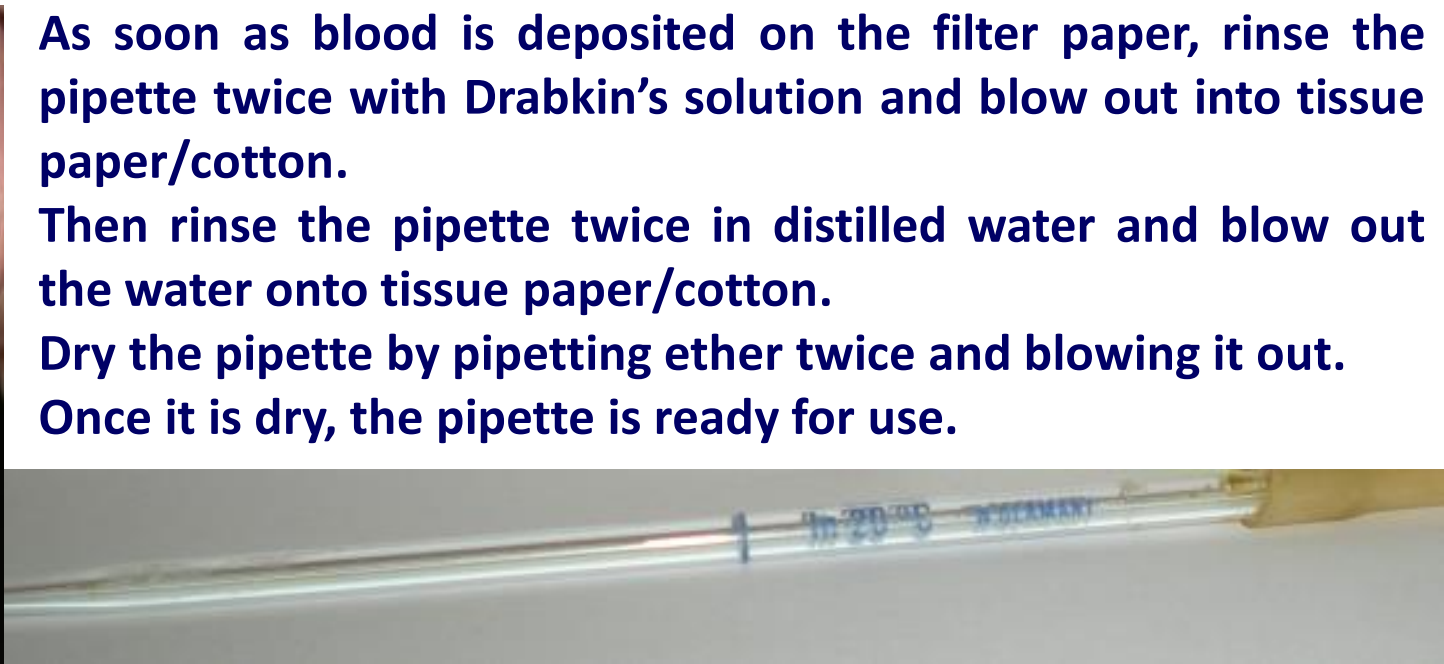 As soon as blood is deposited on the filter paper, rinse the
pipette twice with Drabkin’s solution and blow out into tissue
paper/cotton.
Then rinse the pipette twice in distilled water and blow out
the water onto tissue paper/cotton.
Dry the pipette by pipetting ether twice and blowing it out.
Once it is dry, the pipette is ready for use.
In 20 °C GERMANY